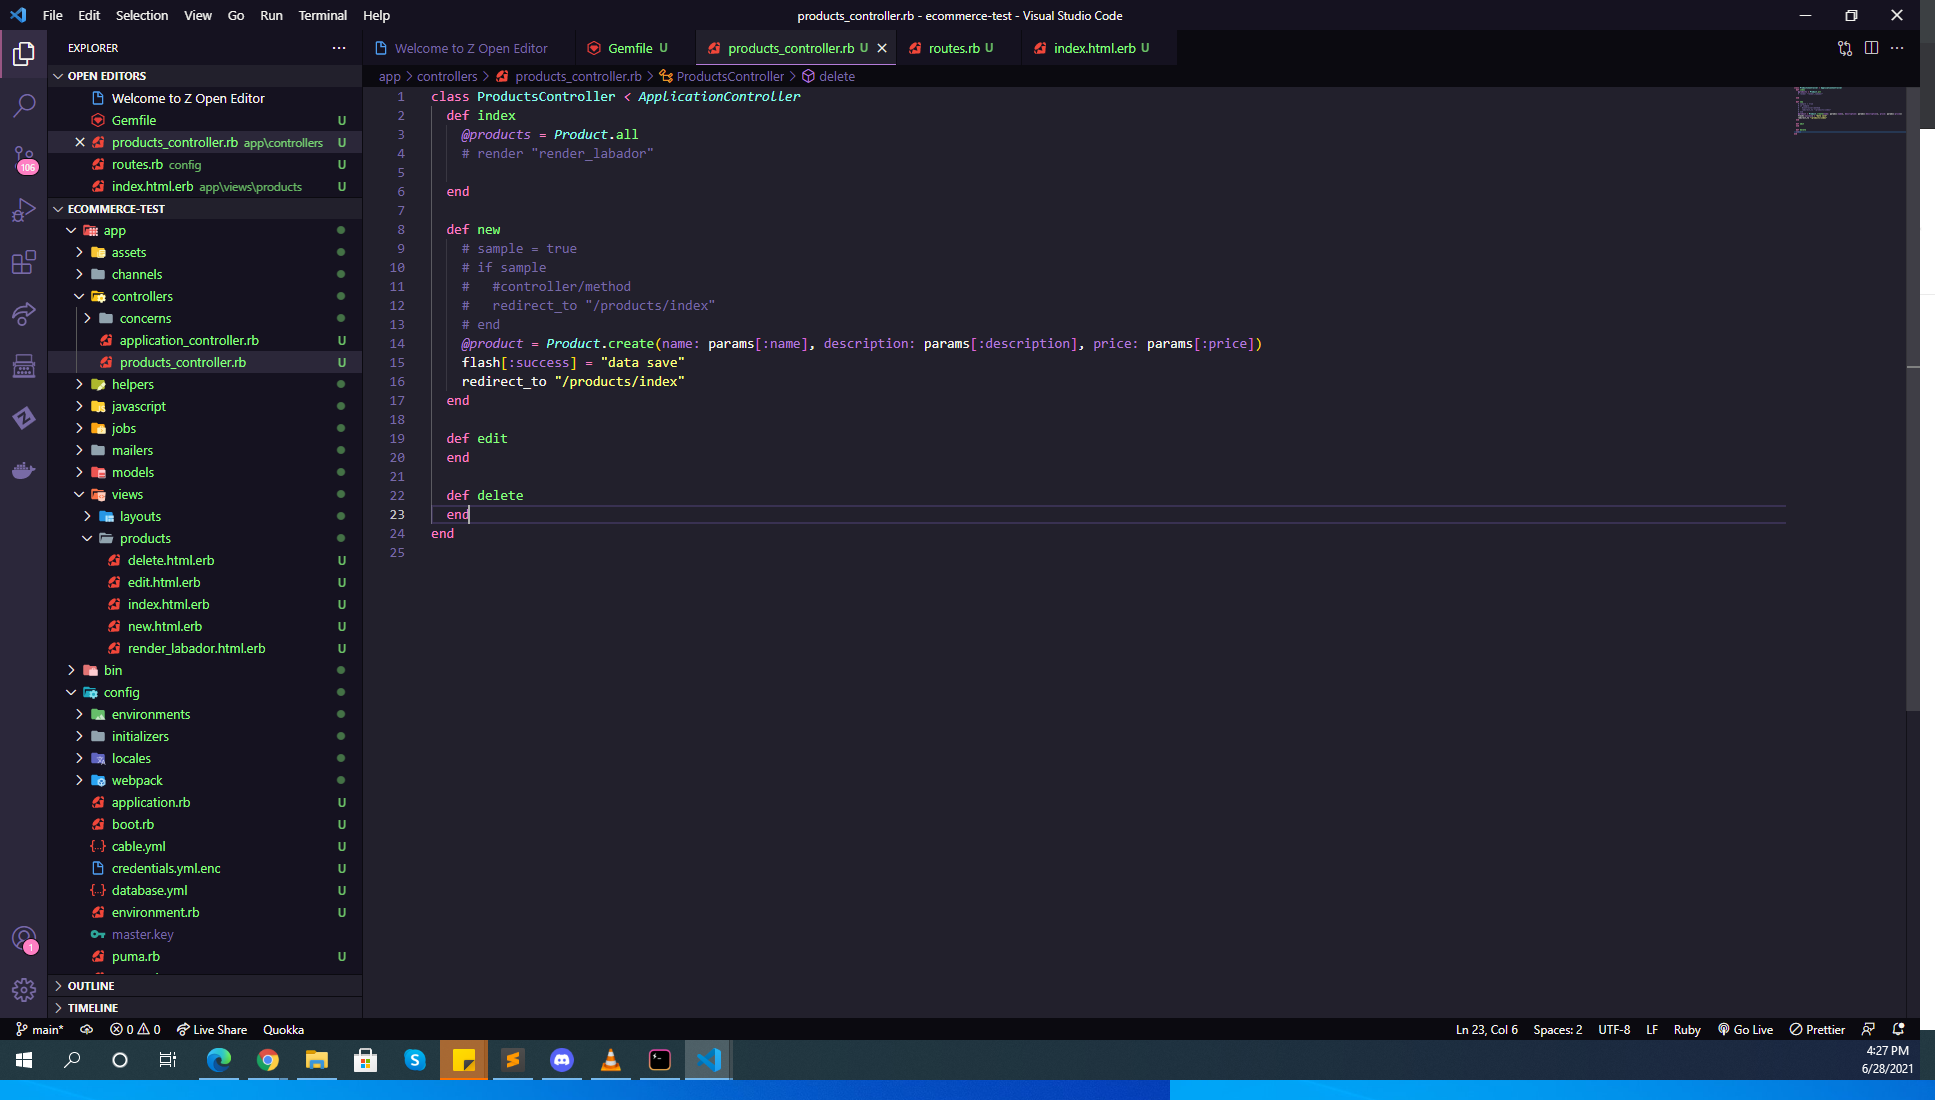 File Edit Selection View Go Run Terminal Help
products_controller.rb - ecommerce-test - Visual Studio Code
EXPLORER
Welcome to Z Open Editor
Gemfile U
products_controller.rb U
routes.rb U
index.html.erb U
OPEN EDITORS
Welcome to Z Open Editor
Gemfile U
products_controller.rb app\controllers U
routes.rb config U
index.html.erb app\views\products U
106
ECOMMERCE-TEST
app
assets
channels
controllers
concerns
application_controller.rb U
products_controller.rb U
helpers
javascript
jobs
mailers
models
views
layouts
products
delete.html.erb U
edit.html.erb U
index.html.erb U
new.html.erb U
render_labador.html.erb U
bin
config
environments
initializers
locales
webpack
application.rb U
boot.rb U
cable.yml U
credentials.yml.enc U
database.yml U
environment.rb U
master.key
puma.rb U
1
OUTLINE
TIMELINE
app > controllers > products_controller.rb > ProductsController > delete
1 class ProductsController < ApplicationController
2 def index
3 @products = Product.all
4 # render "render_labador"
5
6 end
7
8 def new
9 # sample = true
10 # if sample
11 # #controller/method
12 # redirect_to "/products/index"
13 # end
14 @product = Product.create(name: params[:name], description: params[:description], price: params[:price])
15 flash[:success] = "data save"
16 redirect_to "/products/index"
17 end
18
19 def edit
20 end
21
22 def delete
23 end
24 end
25
main* 0 0 Live Share Quokka
Ln 23, Col 6 Spaces: 2 UTF-8 LF Ruby Go Live Prettier
4:27 PM
6/28/2021